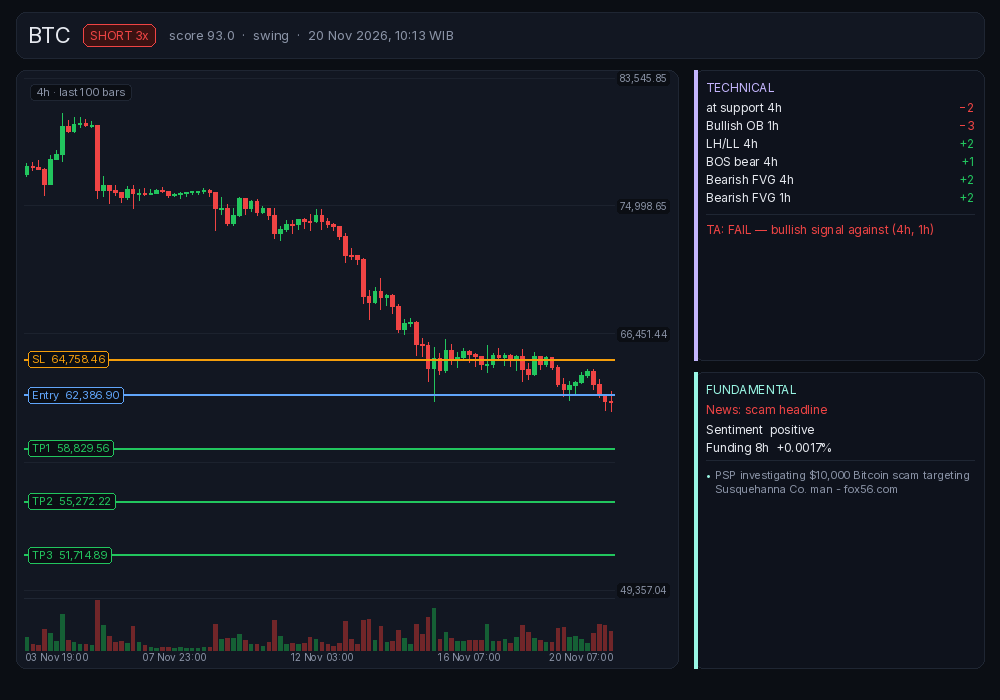 BTC SHORT 3x score 93.0 · swing · 20 Nov 2026, 10:13 WIB
4h · last 100 bars
83,545.85
74,998.65
66,451.44
SL 64,758.46
Entry 62,386.90
TP1 58,829.56
TP2 55,272.22
TP3 51,714.89
49,357.04
03 Nov 19:00 07 Nov 23:00 12 Nov 03:00 16 Nov 07:00 20 Nov 07:00
TECHNICAL
at support 4h −2
Bullish OB 1h −3
LH/LL 4h +2
BOS bear 4h +1
Bearish FVG 4h +2
Bearish FVG 1h +2
TA: FAIL — bullish signal against (4h, 1h)
FUNDAMENTAL
News: scam headline
Sentiment positive
Funding 8h +0.0017%
• PSP investigating $10,000 Bitcoin scam targeting
Susquehanna Co. man - fox56.com